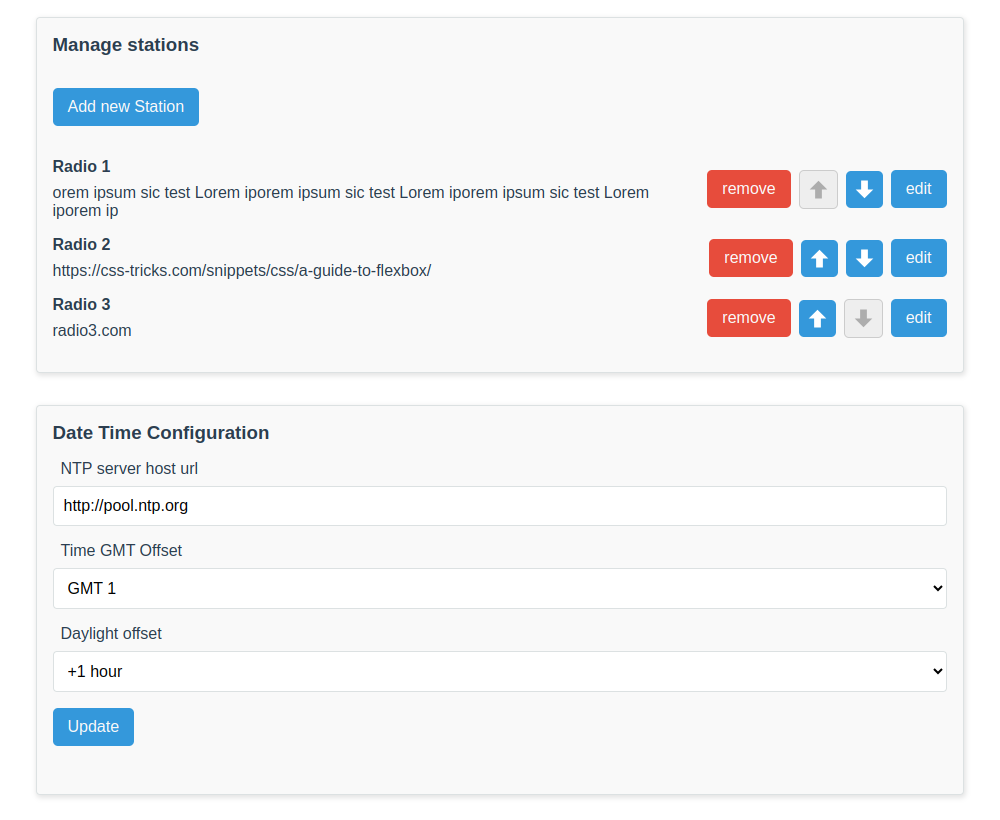 Manage stations
Add new Station
Radio 1
orem ipsum sic test Lorem iporem ipsum sic test Lorem iporem ipsum sic test Lorem
iporem ip
remove
edit
Radio 2
https://css-tricks.com/snippets/css/a-guide-to-flexbox/
remove
edit
Radio 3
radio3.com
remove
edit
Date Time Configuration
NTP server host url
http://pool.ntp.org
Time GMT Offset
GMT 1
Daylight offset
+1 hour
Update